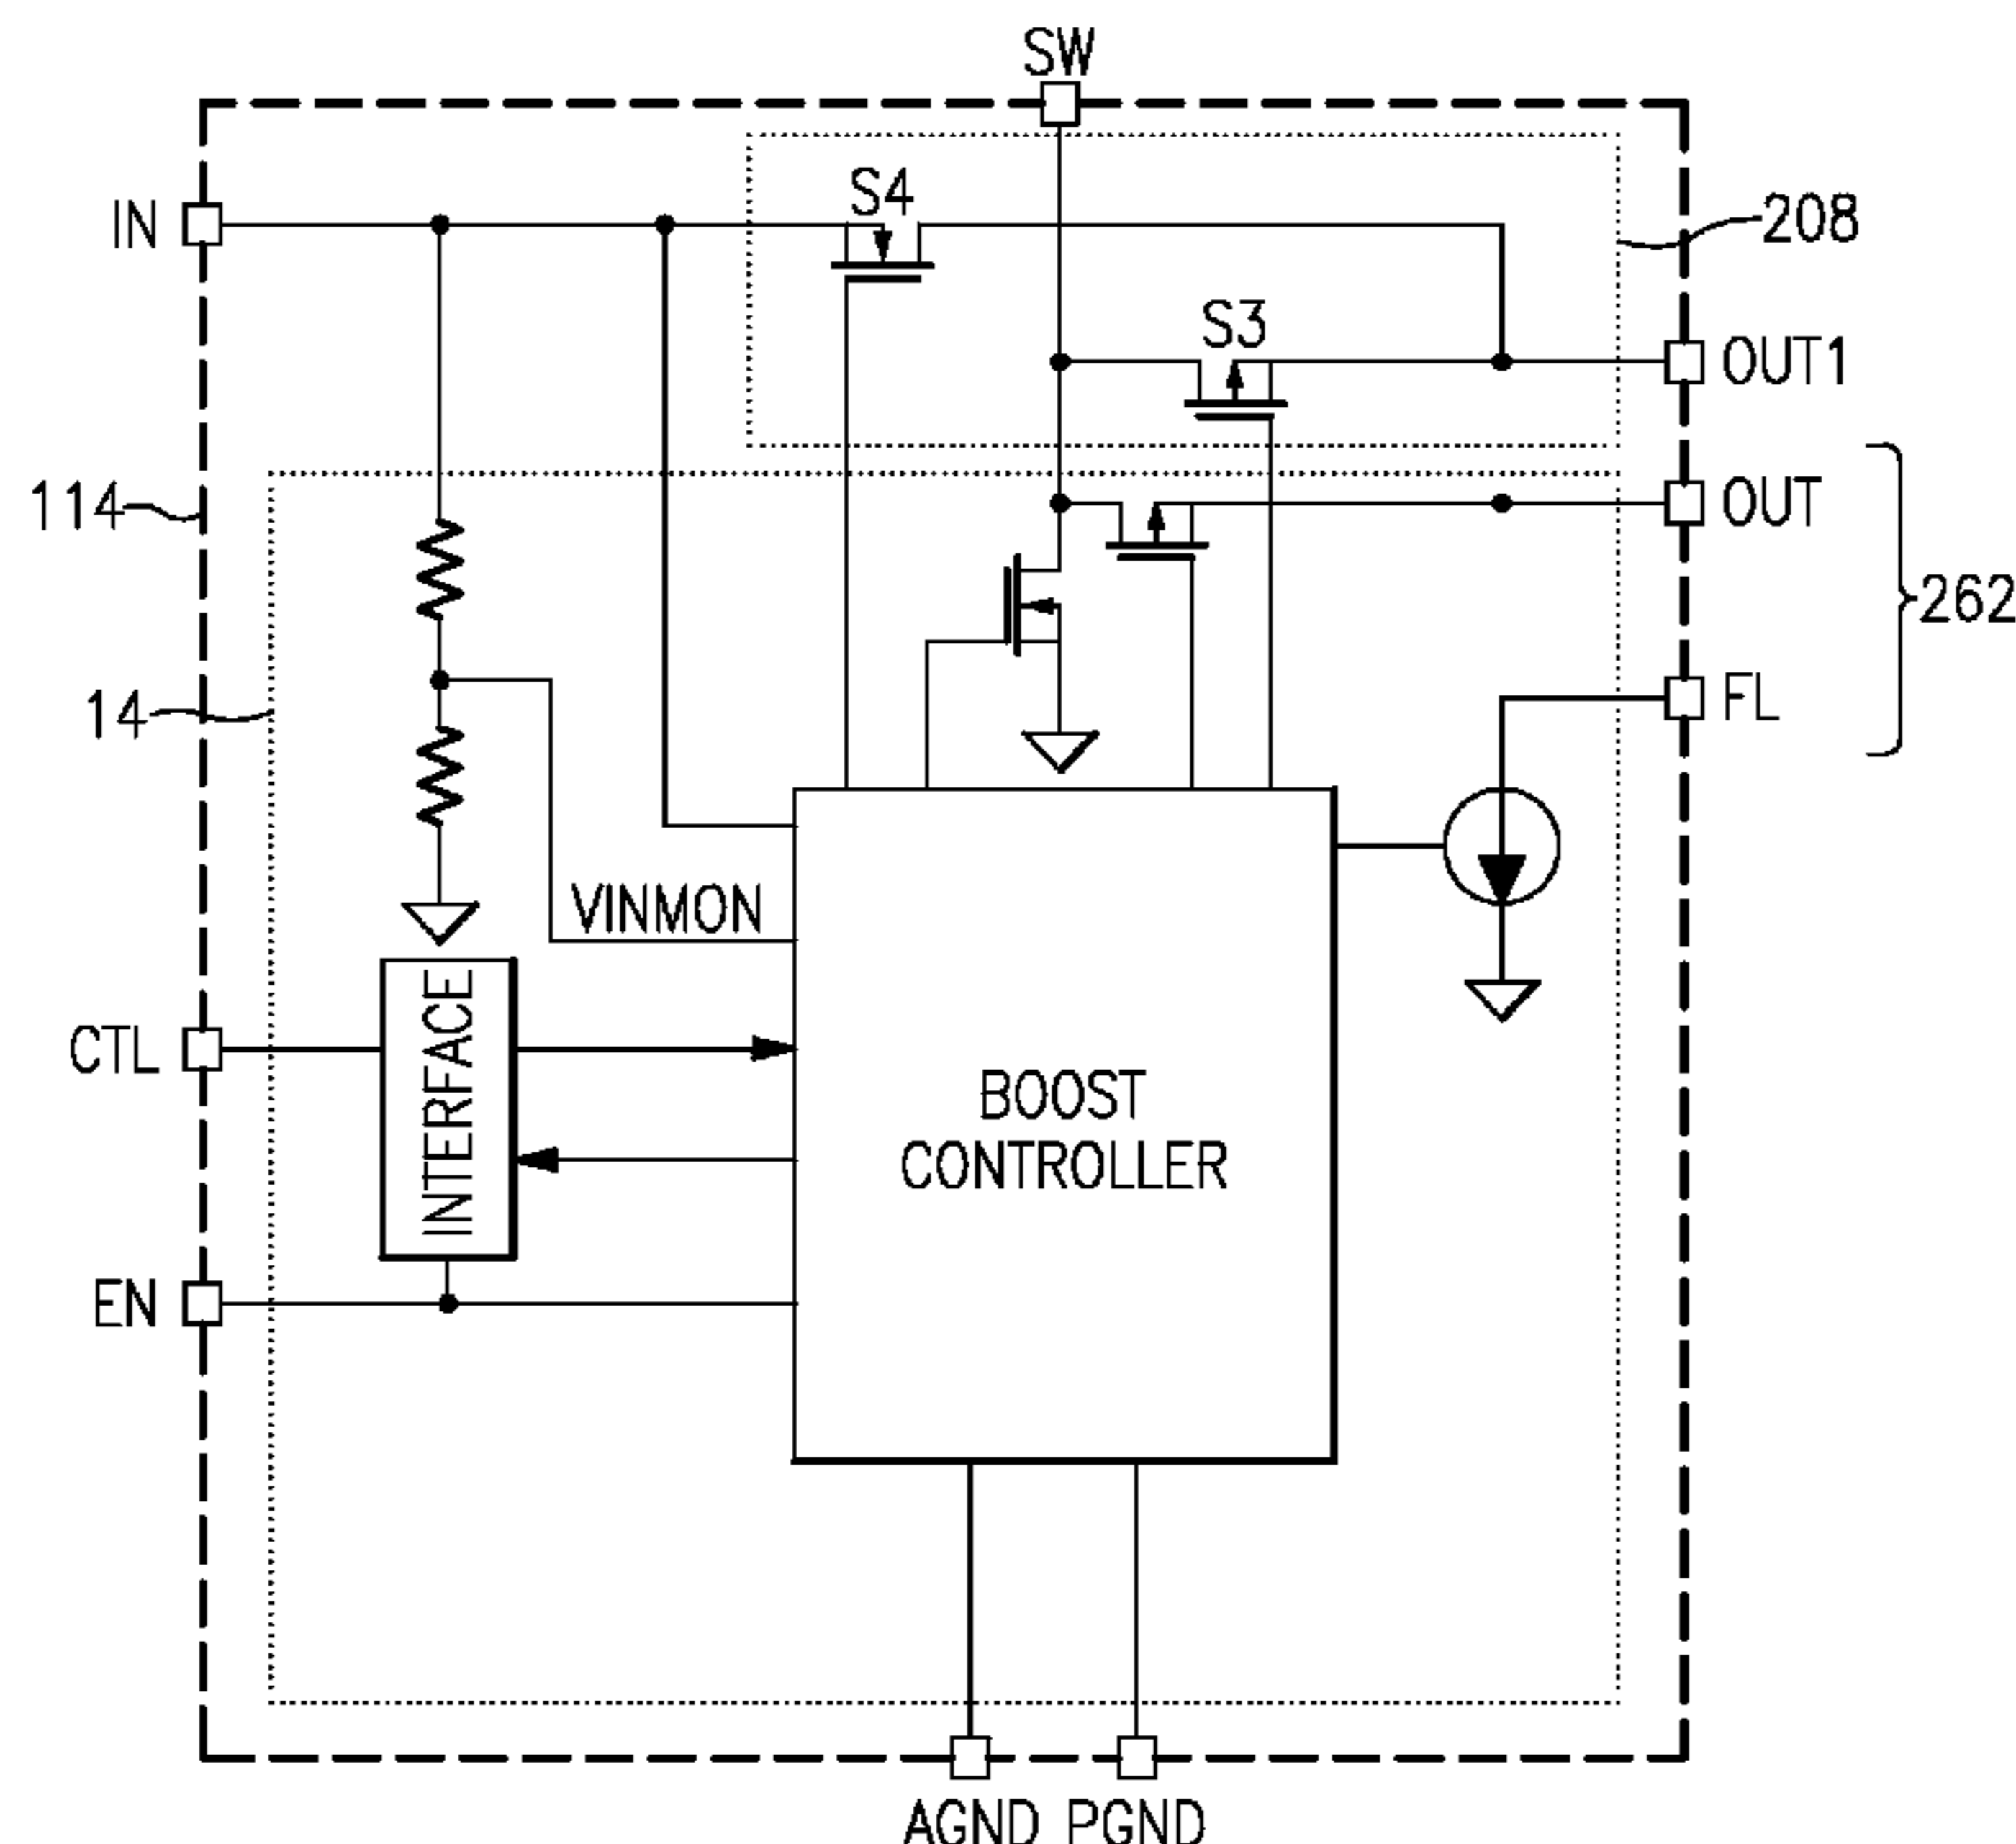 SW
IN
S4
208
S3
OUT1
114
OUT
262
14
FL
VINMON
INTERFACE
CTL
BOOST
CONTROLLER
EN
AGND PGND